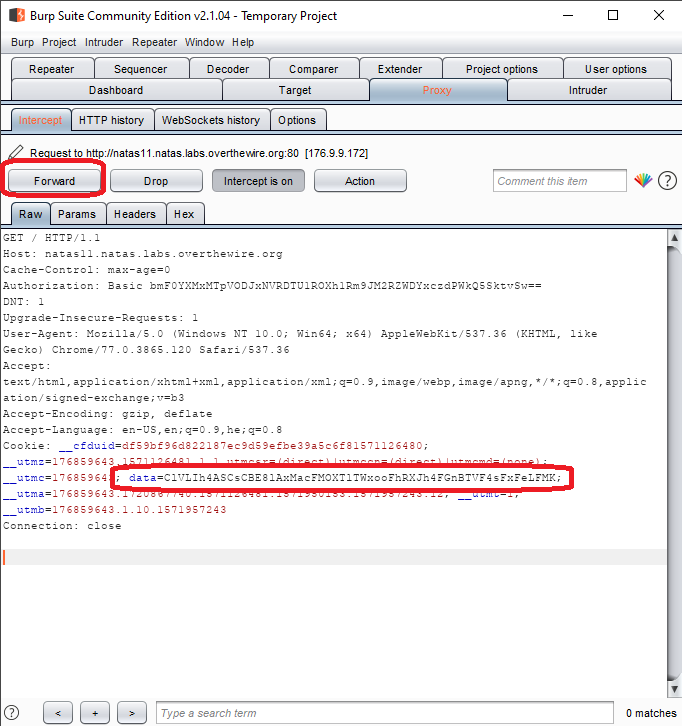 Burp Suite Community Edition v2.1.04 - Temporary Project
Burp Project Intruder Repeater Window Help
Repeater Sequencer Decoder Comparer Extender Project options User options
Dashboard Target Proxy Intruder
Intercept HTTP history WebSockets history Options
Request to http://natas11.natas.labs.overthewire.org:80 [176.9.9.172]
Forward Drop Intercept is on Action Comment this item ?
Raw Params Headers Hex
GET / HTTP/1.1
Host: natas11.natas.labs.overthewire.org
Cache-Control: max-age=0
Authorization: Basic bmF0YXMxMTpVODJxNVRDTU1ROXh1Rm9JM2RZWDYxczdPWkQ5SktvSw==
DNT: 1
Upgrade-Insecure-Requests: 1
User-Agent: Mozilla/5.0 (Windows NT 10.0; Win64; x64) AppleWebKit/537.36 (KHTML, like
Gecko) Chrome/77.0.3865.120 Safari/537.36
Accept:
text/html,application/xhtml+xml,application/xml;q=0.9,image/webp,image/apng,*/*;q=0.8,applic
ation/signed-exchange;v=b3
Accept-Encoding: gzip, deflate
Accept-Language: en-US,en;q=0.9,he;q=0.8
Cookie: __cfduid=df59bf96d822187ec9d59efbe39a5c6f81571126480;
__utmz=176859643.1571126481.1.1.utmcsr=(direct)|utmccn=(direct)|utmcmd=(none);
__utmc=176859643; data=ClVLIh4ASCsCBE8lAxMacFMOXTlTWxooFhRXJh4FGnBTVF4sFxFeLFMK;
__utma=176859643.1720867740.1571126481.1571950153.1571957243.12; __utmt=1;
__utmb=176859643.1.10.1571957243
Connection: close
? < + > Type a search term 0 matches